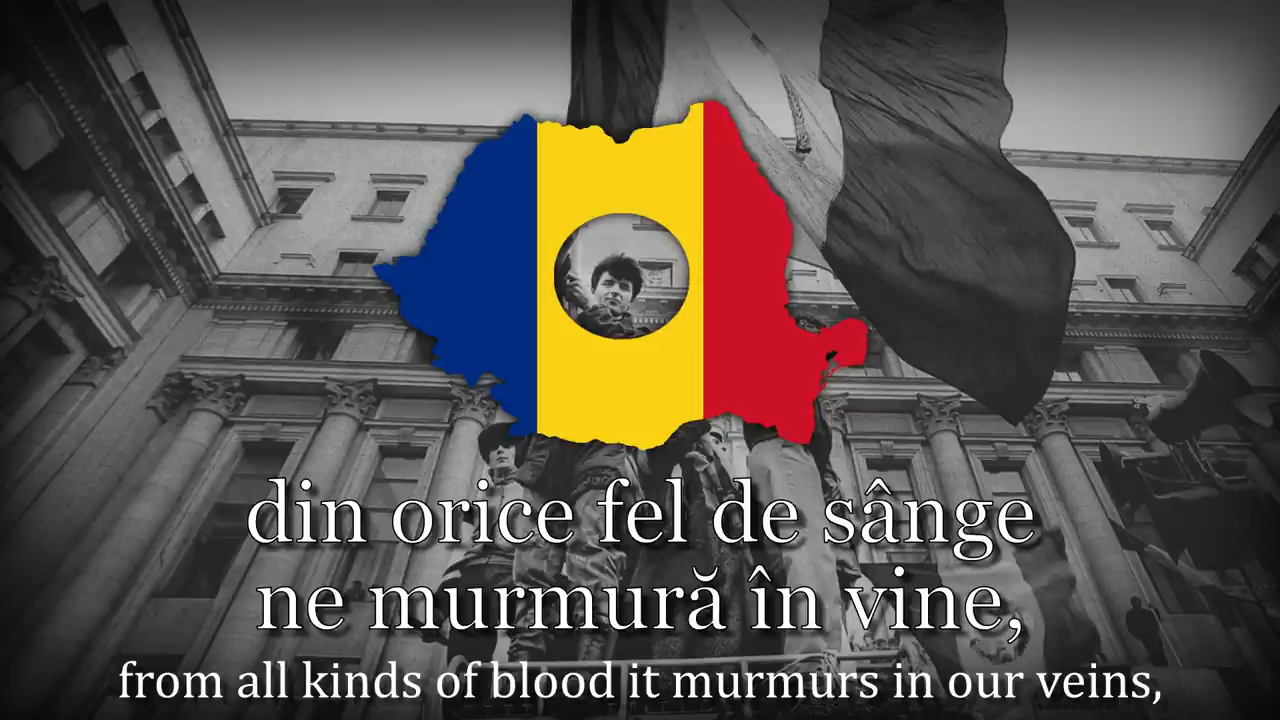 din orice fel de sânge
ne murmură în vine,
from all kinds of blood it murmurs in our veins,